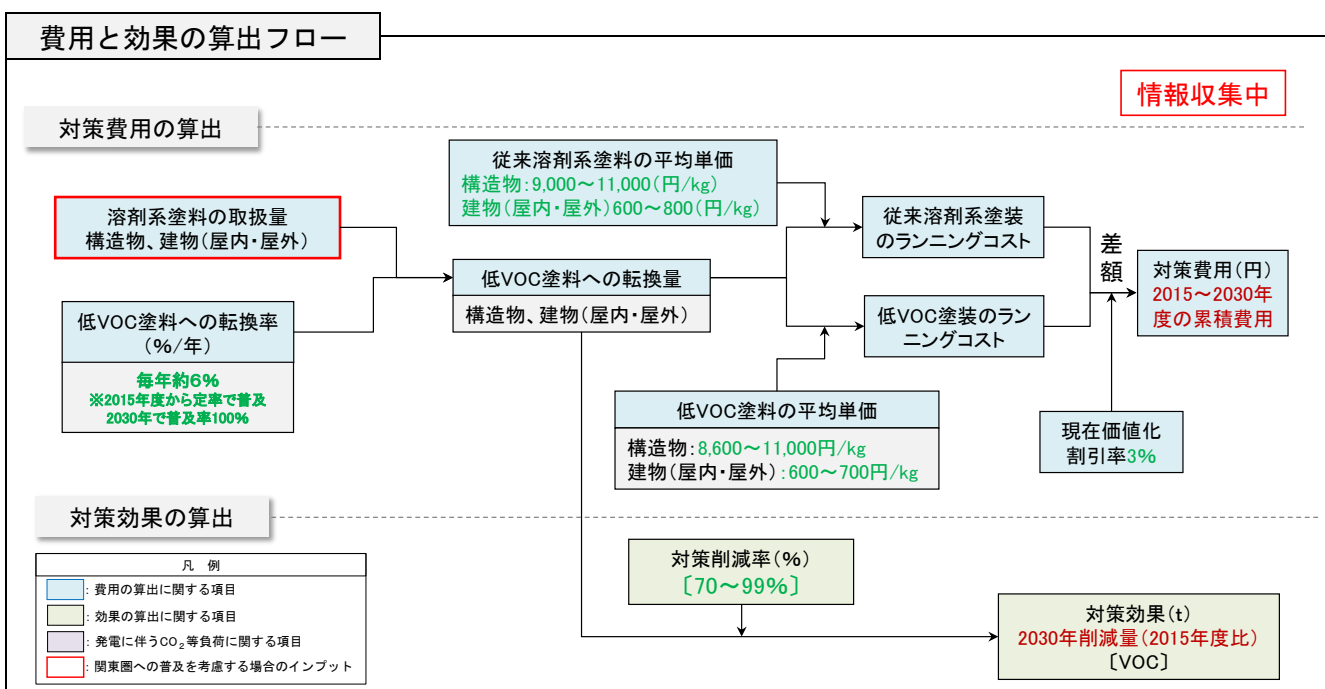 費用と効果の算出フロー
情報収集中
対策費用の算出
従来溶剤系塗料の平均単価
構造物:9,000～11,000(円/kg)
建物(屋内・屋外)600～800(円/kg)
溶剤系塗料の取扱量
構造物、建物(屋内・屋外)
従来溶剤系塗装
のランニングコスト
差
額
対策費用(円)
2015～2030年
度の累積費用
低VOC塗料への転換量
構造物、建物(屋内・屋外)
低VOC塗料への転換率
(%/年)
毎年約6%
※2015年度から定率で普及
2030年で普及率100%
低VOC塗装のラン
ニングコスト
低VOC塗料の平均単価
構造物:8,600～11,000円/kg
建物(屋内・屋外):600～700円/kg
現在価値化
割引率3%
対策効果の算出
対策削減率(%)
〔70～99%〕
対策効果(t)
2030年削減量(2015年度比)
〔VOC〕
凡 例
:費用の算出に関する項目
:効果の算出に関する項目
:発電に伴うCO₂等負荷に関する項目
:関東圏への普及を考慮する場合のインプット